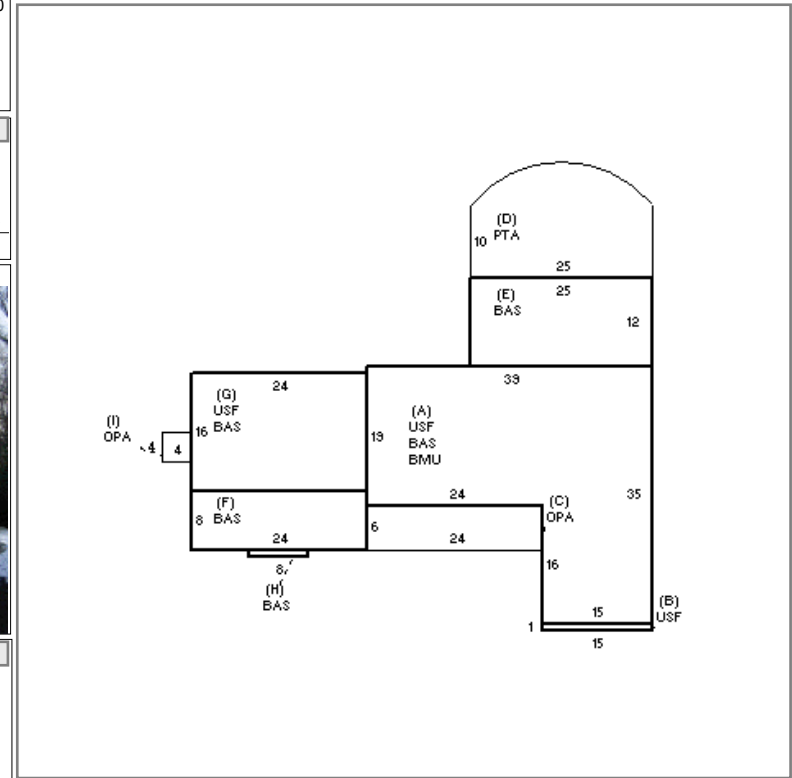 (D)
PTA
10
25
25
(E)
BAS
12
39
24
(G)
USF
BAS
16
(I)
OPA
4
4
19
(A)
USF
BAS
BMU
24
(C)
OPA
35
(F)
BAS
8
24
6
24
16
8
(H)
BAS
15
(B)
USF
1
15